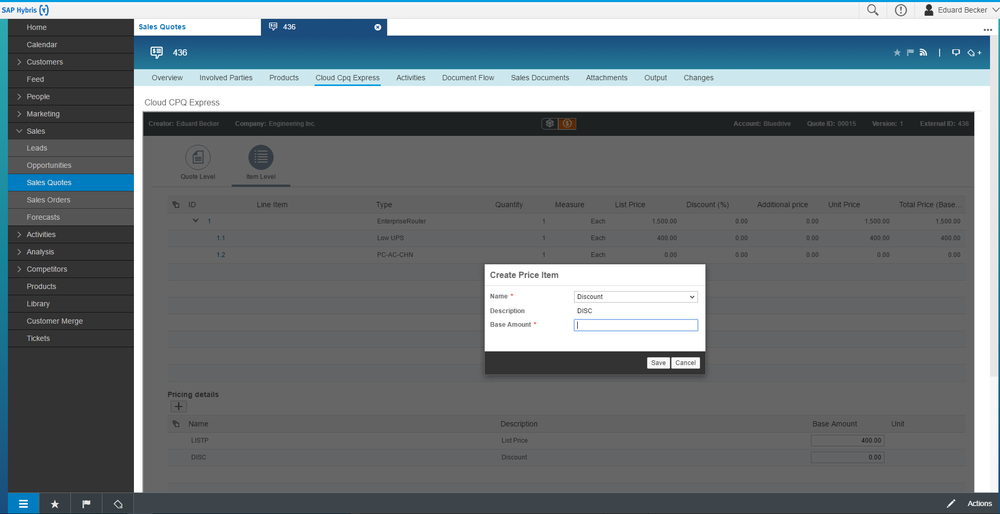 SAP Hybris (y)
Eduard Becker
Home
Calendar
Customers
Feed
People
Marketing
Sales
Leads
Opportunities
Sales Quotes
Sales Orders
Forecasts
Activities
Analysis
Competitors
Products
Library
Customer Merge
Tickets
Sales Quotes
436
436
Overview Involved Parties Products Cloud Cpq Express Activities Document Flow Sales Documents Attachments Output Changes
Cloud CPQ Express
Creator: Eduard Becker Company: Engineering Inc. Account: Bluedrive Quote ID: 00015 Version: 1 External ID: 436
Quote Level Item Level
ID Line Item Type Quantity Measure List Price Discount (%) Additional price Unit Price Total Price (Base...
1 EnterpriseRouter 1 Each 1,500.00 0.00 0.00 1,500.00 1,500.00
1.1 Low UPS 1 Each 400.00 0.00 0.00 400.00 400.00
1.2 PC-AC-CHN 1 Each 0.00 0.00 0.00 0.00 0.00
Create Price Item
Name * Discount
Description DISC
Base Amount *
Save Cancel
Pricing details
Name Description Base Amount Unit
LISTP List Price 400.00
DISC Discount 0.00
Actions